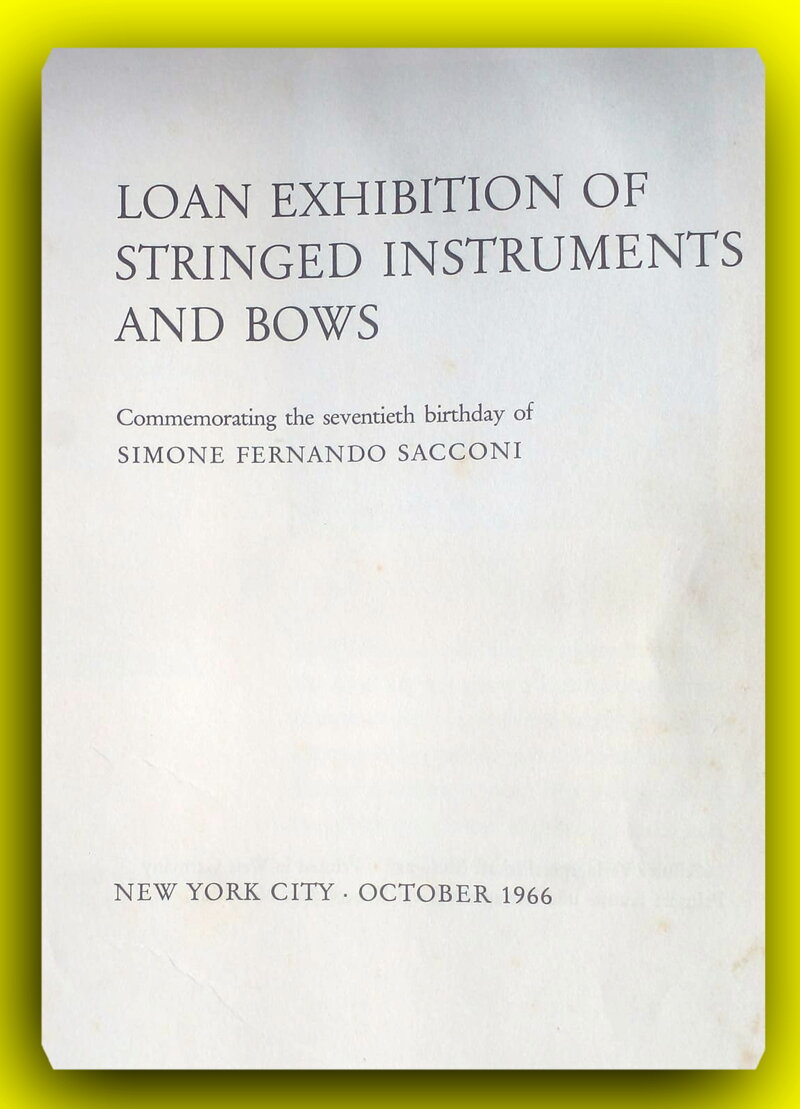 LOAN EXHIBITION OF
STRINGED INSTRUMENTS
AND BOWS
Commemorating the seventieth birthday of
SIMONE FERNANDO SACCONI
NEW YORK CITY · OCTOBER 1966